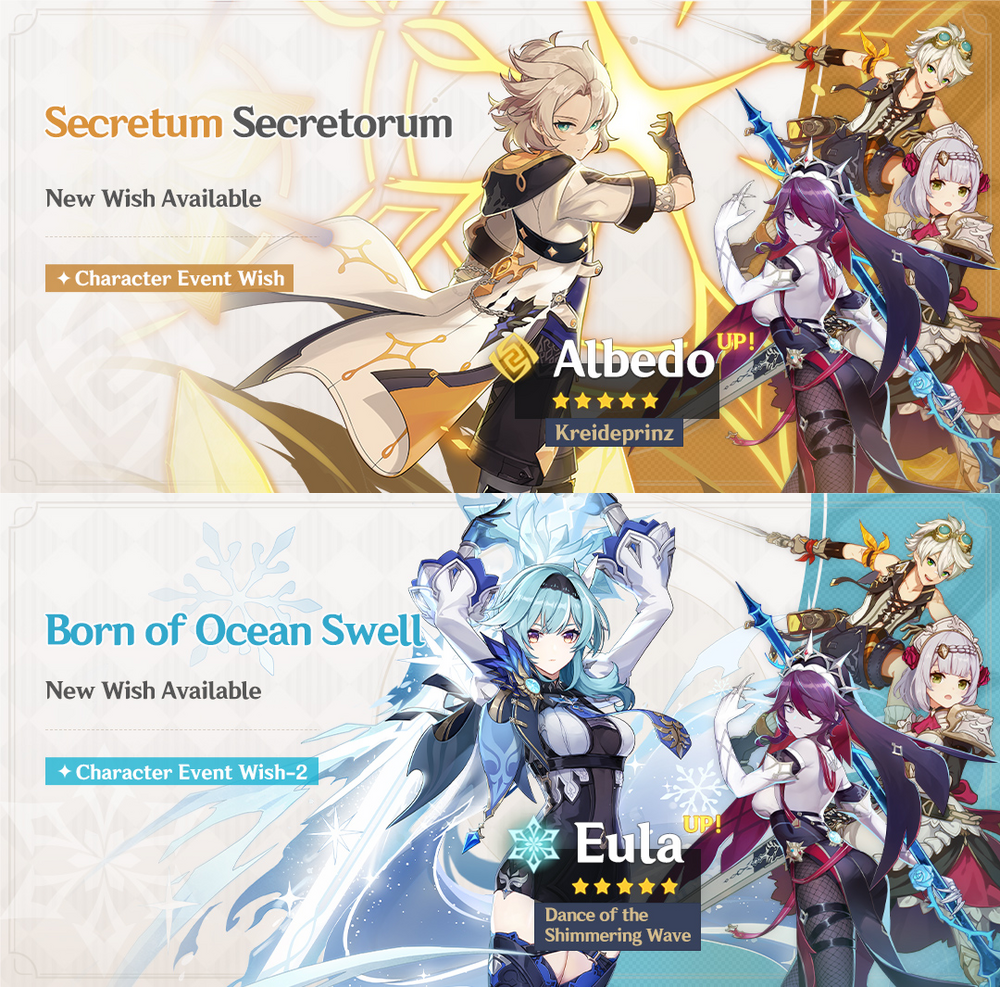 Secretum Secretorum
New Wish Available
Character Event Wish
Albedo UP!
Kreideprinz
Born of Ocean Swell
New Wish Available
Character Event Wish-2
Eula UP!
Dance of the
Shimmering Wave